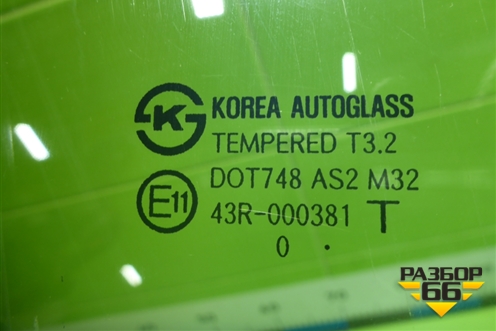 K KOREA AUTOGLASS
TEMPERED T3.2
DOT748 AS2 M32
E11 43R-000381 T
0 .
РАЗБОР
66